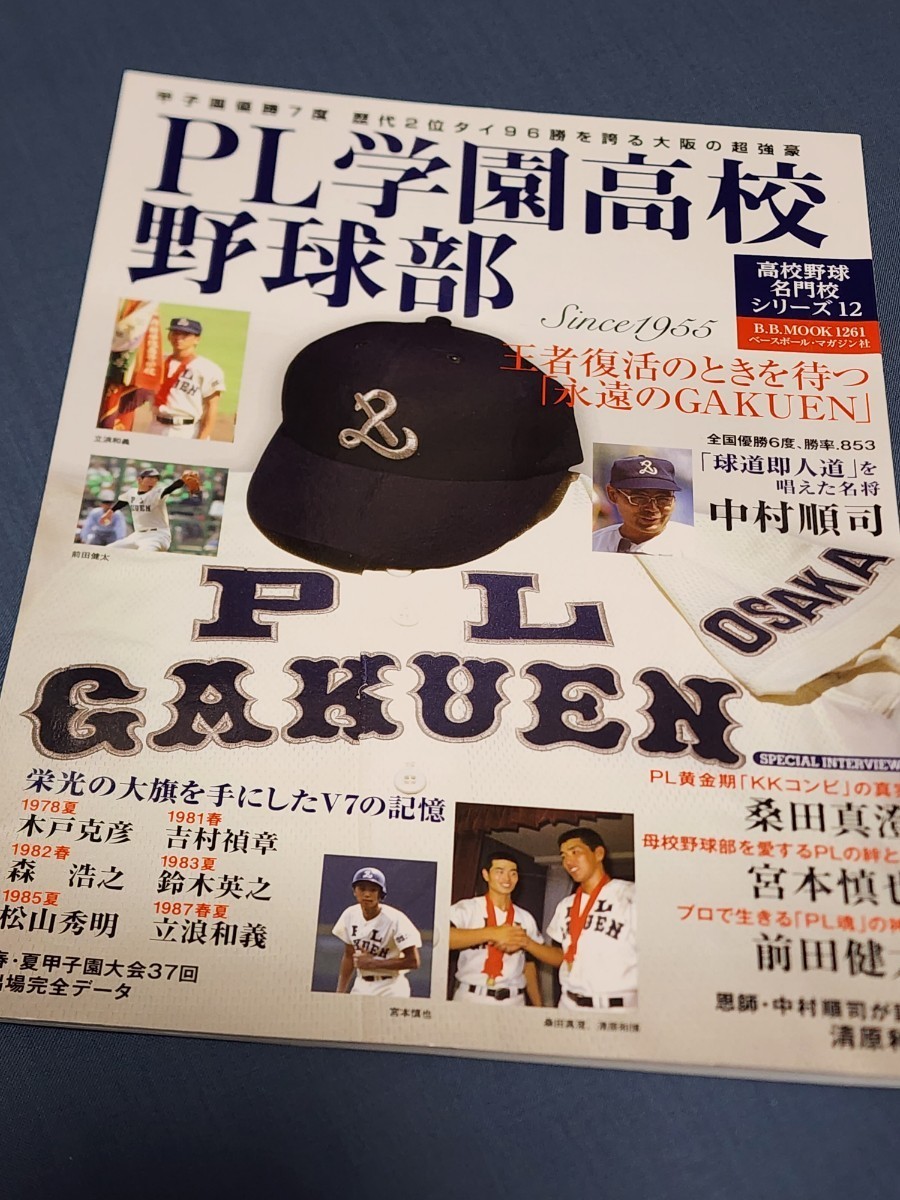 甲子園優勝7度 歴代2位タイ96勝を誇る大阪の超強豪
PL学園高校
野球部
高校野球
名門校
シリーズ12
B.B.MOOK 1261
ベースボール・マガジン社
Since1955
王者復活のときを待つ
「永遠のGAKUEN」
立浪和義
全国優勝6度、勝率.853
「球道即人道」を
唱えた名将
中村順司
前田健太
OSAKA
P L
GAKUEN
SPECIAL INTERVIEW
栄光の大旗を手にしたV7の記憶
1978夏
木戸克彦
1981春
吉村禎章
1982春
森 浩之
1983夏
鈴木英之
1985夏
松山秀明
1987春夏
立浪和義
春・夏甲子園大会37回
出場完全データ
宮本慎也
桑田真澄、清原和博
PL黄金期「KKコンビ」の真
桑田真澄
母校野球部を愛するPLの絆と
宮本慎也
プロで生きる「PL魂」の
前田健
恩師・中村順司が
清原